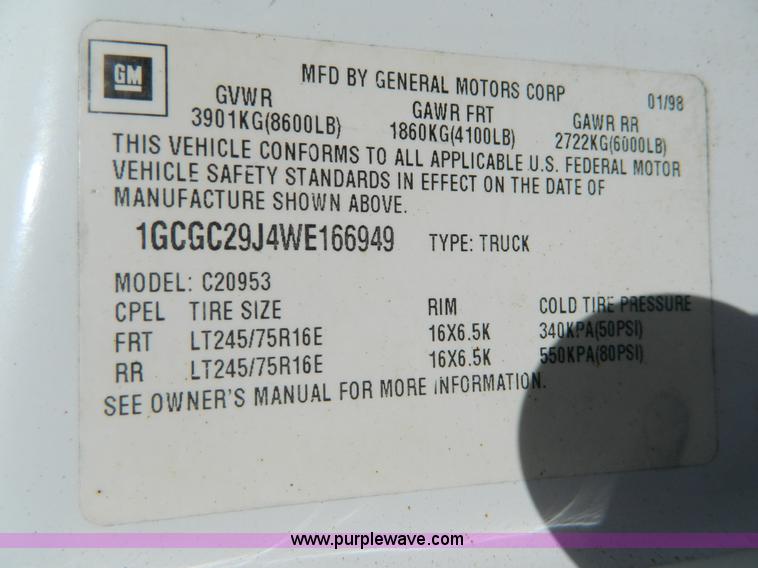 GM
MFD BY GENERAL MOTORS CORP
01/98
GVWR GAWR FRT GAWR RR
3901KG(8600LB) 1860KG(4100LB) 2722KG(6000LB)
THIS VEHICLE CONFORMS TO ALL APPLICABLE U.S. FEDERAL MOTOR
VEHICLE SAFETY STANDARDS IN EFFECT ON THE DATE OF
MANUFACTURE SHOWN ABOVE.
1GCGC29J4WE166949 TYPE: TRUCK
MODEL: C20953
CPEL TIRE SIZE RIM COLD TIRE PRESSURE
FRT LT245/75R16E 16X6.5K 340KPA(50PSI)
RR LT245/75R16E 16X6.5K 550KPA(80PSI)
SEE OWNER'S MANUAL FOR MORE INFORMATION.
www.purplewave.com